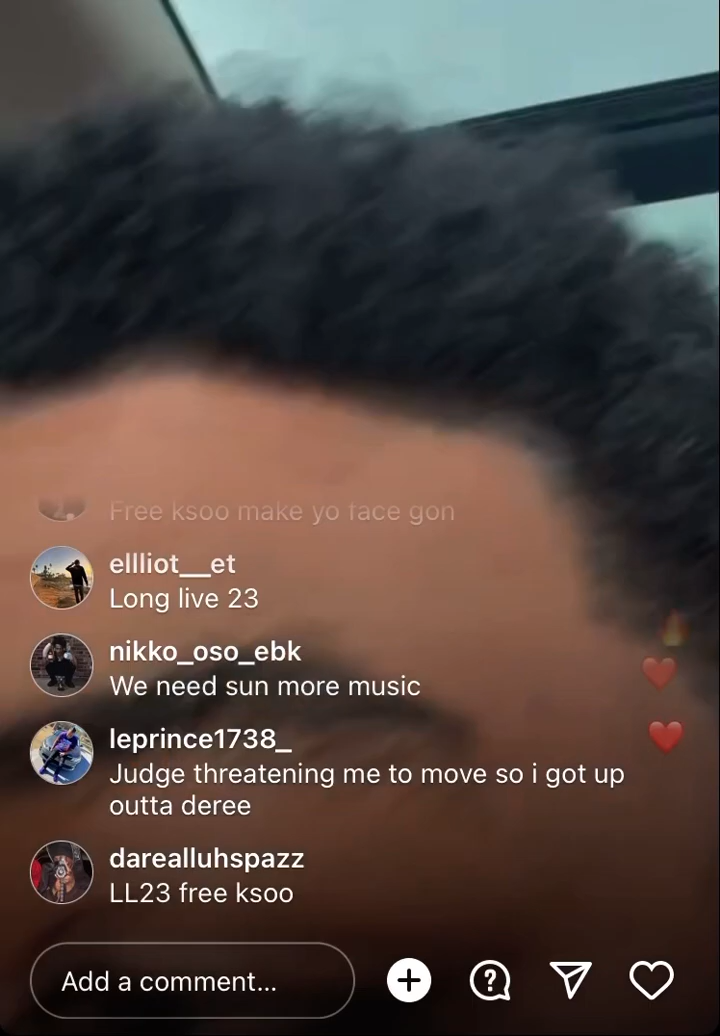 Free ksoo make yo face gon
ellliot__et
Long live 23
nikko_oso_ebk
We need sun more music
leprince1738_
Judge threatening me to move so i got up
outta deree
darealluhspazz
LL23 free ksoo
Add a comment...